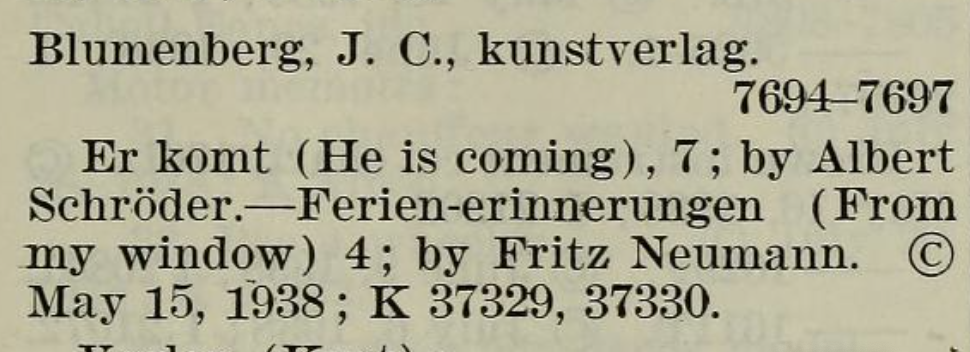 Blumenberg, J. C., kunstverlag.
7694–7697
Er komt (He is coming), 7; by Albert
Schröder.—Ferien-erinnerungen (From
my window) 4; by Fritz Neumann. ©
May 15, 1938; K 37329, 37330.